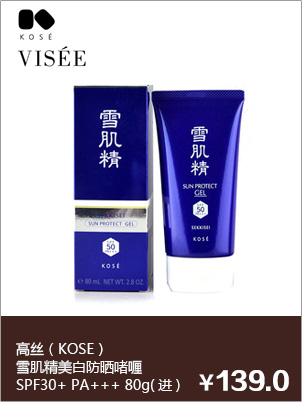 KOSÉ
VISÉE
雪肌精
SUN PROTECT GEL
80 mL NET WT. 2.8 OZ.
KOSÉ
雪肌精
SUN PROTECT
GEL
50
SEKKISEI
KOSÉ
高丝（KOSE）
雪肌精美白防晒啫喱
SPF30+ PA+++ 80g(进)
¥139.0